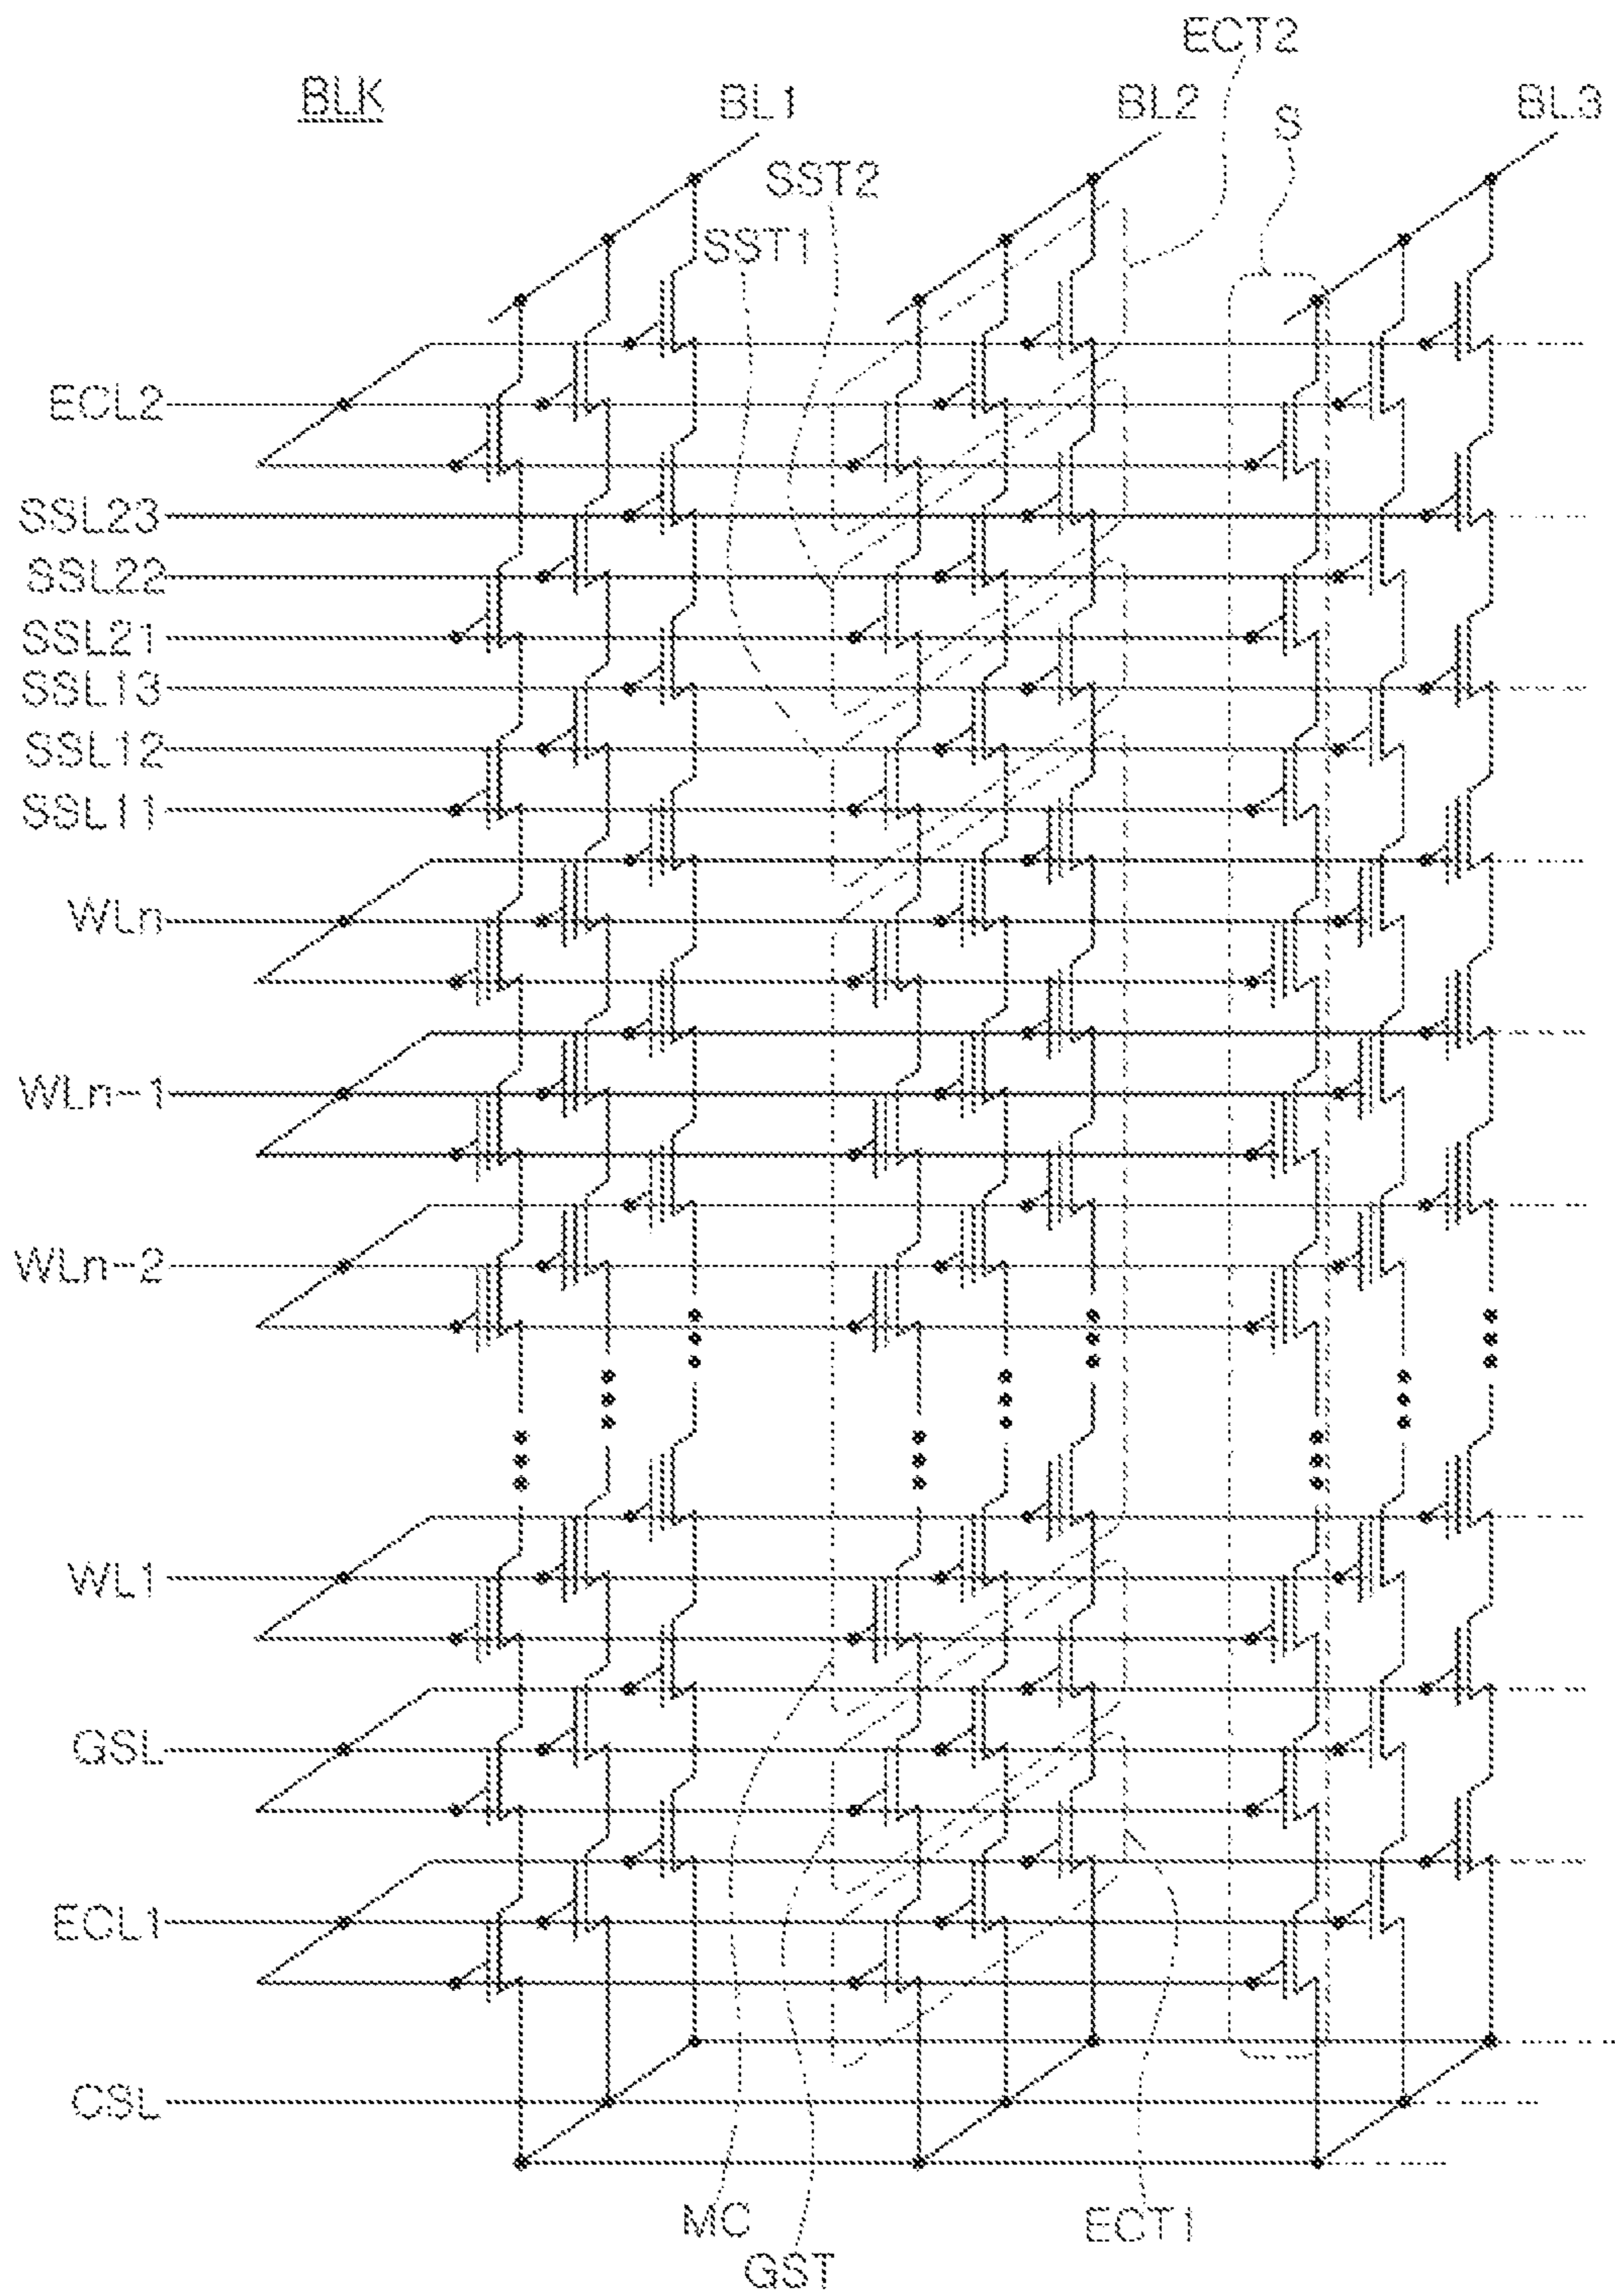 ECT2
BLK
BL1
BL2
S
BL3
SST2
SST1
ECL2
SSL23
SSL22
SSL21
SSL13
SSL12
SSL11
WLn
WLn-1
WLn-2
WL1
GSL
ECL1
CSL
MC
ECT1
GST